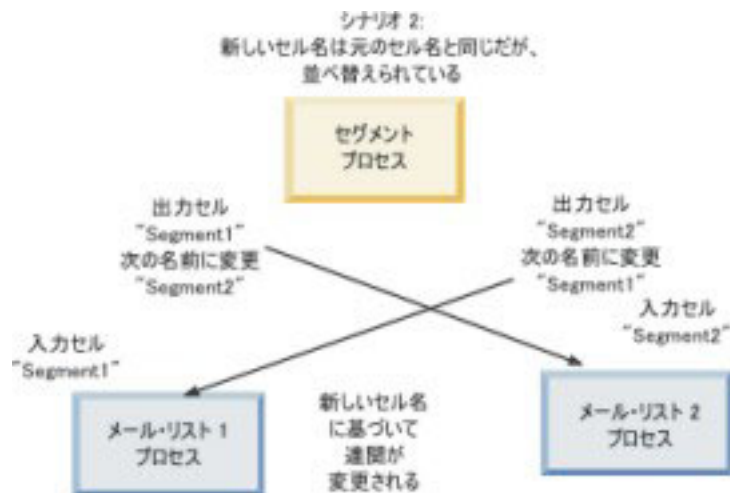 シナリオ 2:
新しいセル名は元のセル名と同じだが、
並べ替えられている
セグメント
プロセス
出力セル
"Segment1"
次の名前に変更
"Segment2"
出力セル
"Segment2"
次の名前に変更
"Segment1"
入力セル
"Segment1"
入力セル
"Segment2"
メール・リスト 1
プロセス
新しいセル名
に基づいて
連関が
変更される
メール・リスト 2
プロセス